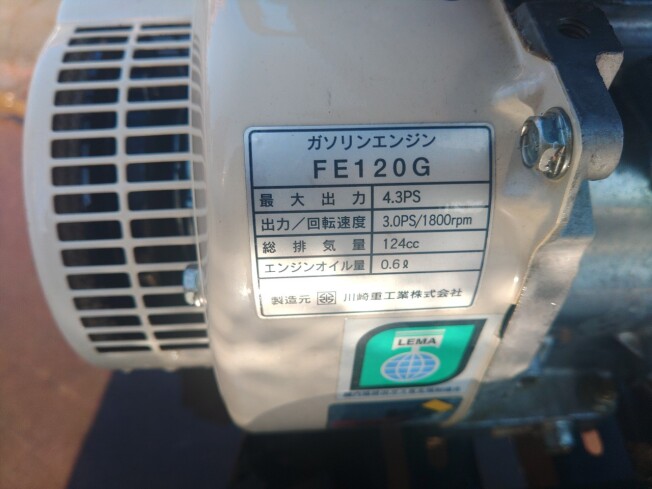 ガソリンエンジン
FE120G
最大出力 4.3PS
出力/回転速度 3.0PS/1800rpm
総排気量 124cc
エンジンオイル量 0.6ℓ
製造元 川崎重工業株式会社
LEMA